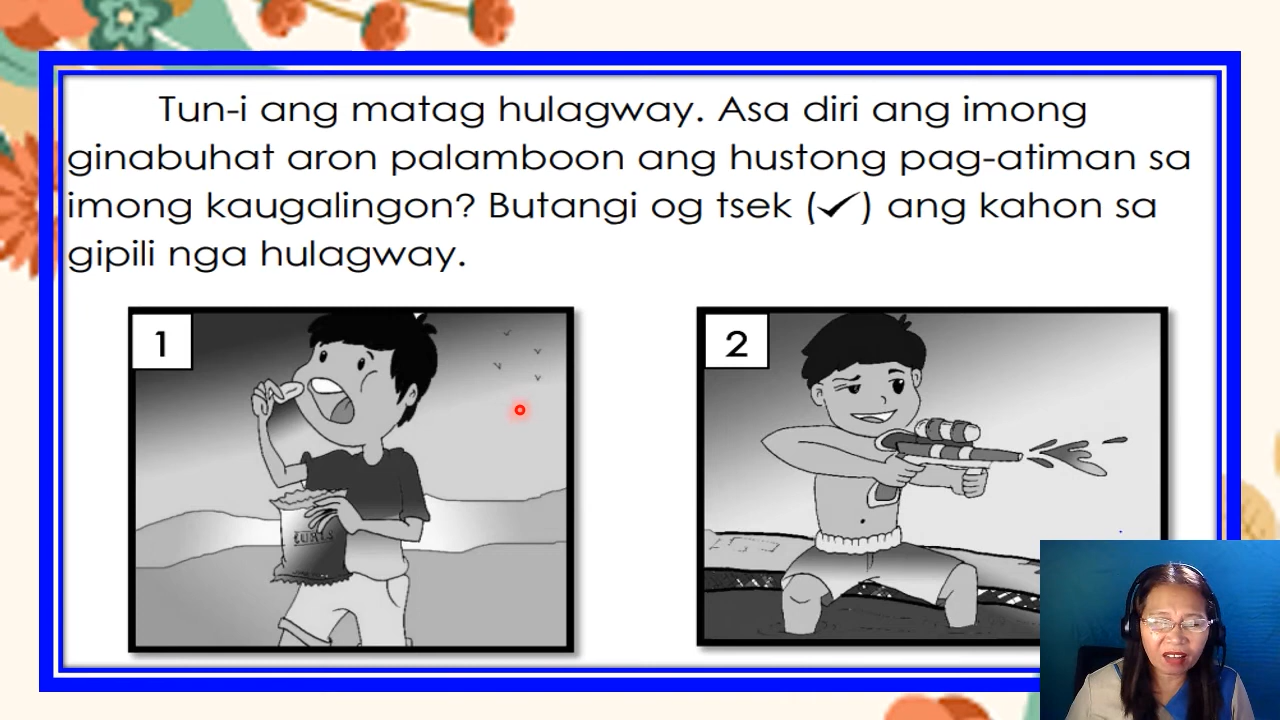 Tun-i ang matag hulagway. Asa diri ang imong
ginabuhat aron palamboon ang hustong pag-atiman sa
imong kaugalingon? Butangi og tsek (✓) ang kahon sa
gipili nga hulagway.
1
2